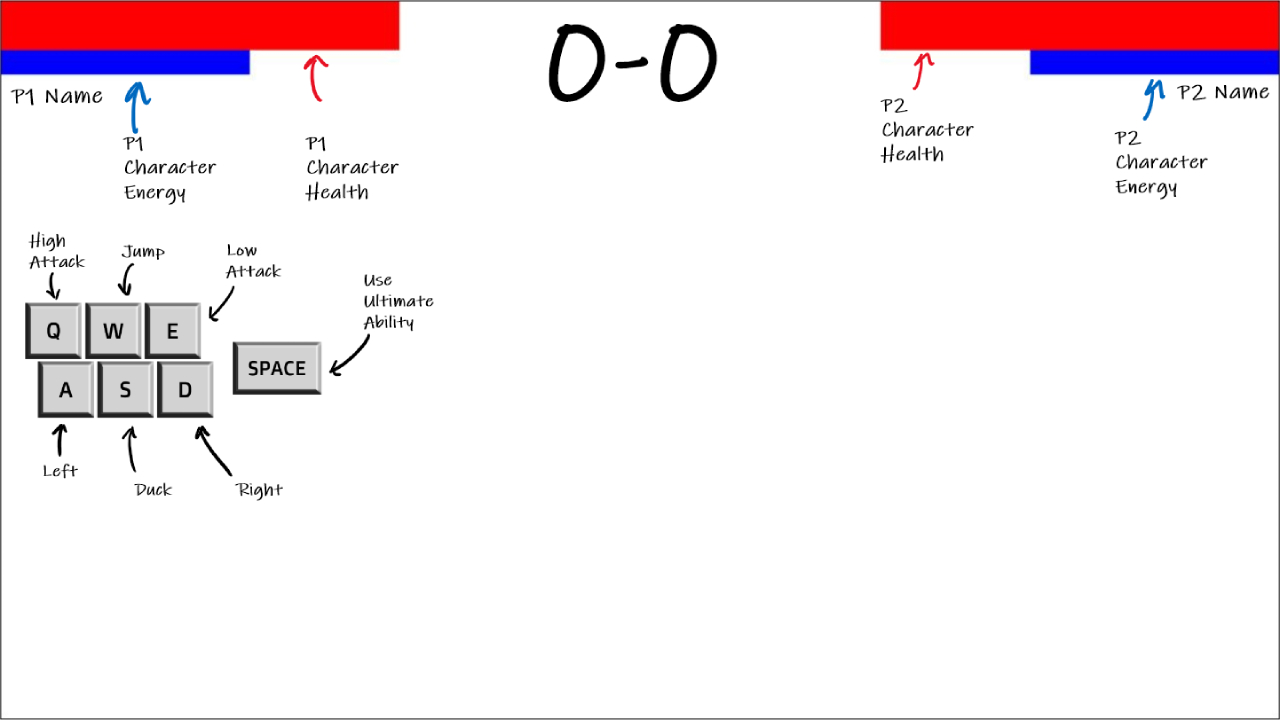 0-0
P1 Name
P2 Name
P1
Character
Energy
P1
Character
Health
P2
Character
Health
P2
Character
Energy
High
Attack
Jump
Low
Attack
Use
Ultimate
Ability
Q
W
E
SPACE
A
S
D
Left
Duck
Right